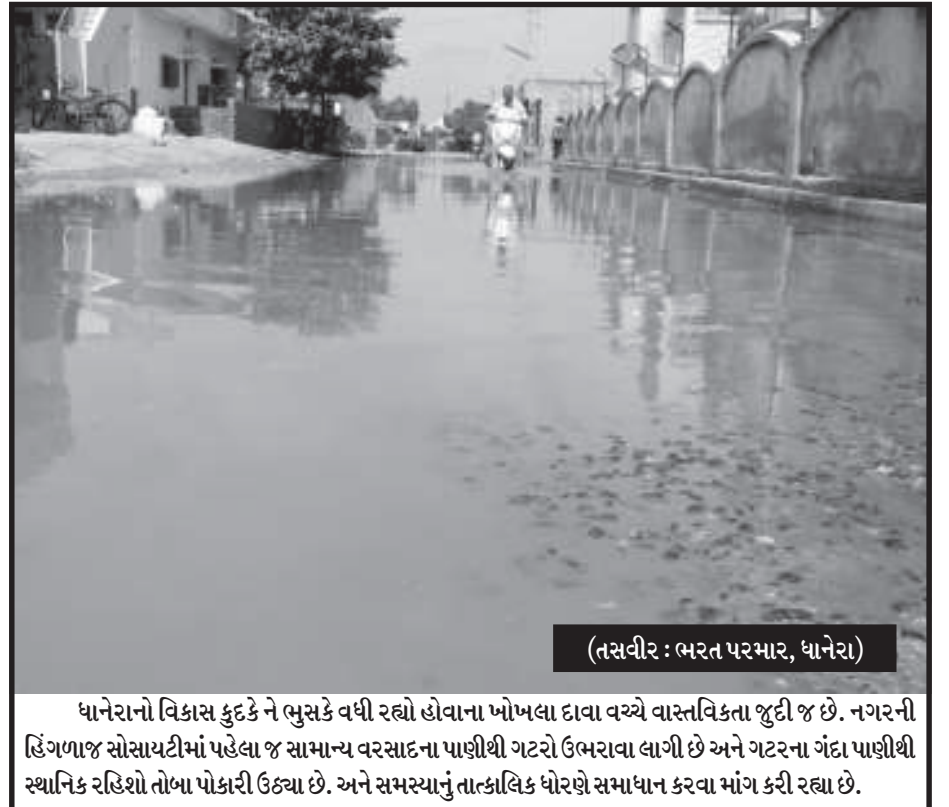 (તસવીર : ભરત પરમાર, ધાનેરા)
ધાનેરાનો વિકાસ કુદકે ને ભુસકે વધી રહ્યો હોવાના ખોખલા દાવા વચ્ચે વાસ્તવિકતા જુદી જ છે. નગરની
હિંગળાજ સોસાયટીમાં પહેલા જ સામાન્ય વરસાદના પાણીથી ગટરો ઉભરાવા લાગી છે અને ગટરના ગંદા પાણીથી
સ્થાનિક રહિશો તોબા પોકારી ઉઠ્યા છે. અને સમસ્યાનું તાત્કાલિક ધોરણે સમાધાન કરવા માંગ કરી રહ્યા છે.